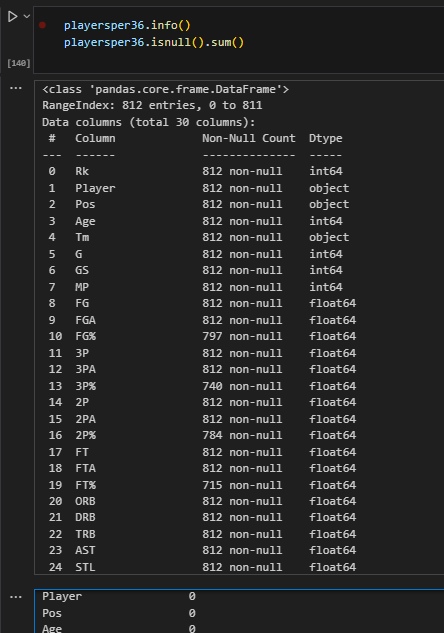 playersper36.info()
playersper36.isnull().sum()
[140]
<class 'pandas.core.frame.DataFrame'>
RangeIndex: 812 entries, 0 to 811
Data columns (total 30 columns):
 #   Column             Non-Null Count  Dtype
---  ------             --------------  -----
 0   Rk                 812 non-null    int64
 1   Player             812 non-null    object
 2   Pos                812 non-null    object
 3   Age                812 non-null    int64
 4   Tm                 812 non-null    object
 5   G                  812 non-null    int64
 6   GS                 812 non-null    int64
 7   MP                 812 non-null    int64
 8   FG                 812 non-null    float64
 9   FGA                812 non-null    float64
 10  FG%                797 non-null    float64
 11  3P                 812 non-null    float64
 12  3PA                812 non-null    float64
 13  3P%                740 non-null    float64
 14  2P                 812 non-null    float64
 15  2PA                812 non-null    float64
 16  2P%                784 non-null    float64
 17  FT                 812 non-null    float64
 18  FTA                812 non-null    float64
 19  FT%                715 non-null    float64
 20  ORB                812 non-null    float64
 21  DRB                812 non-null    float64
 22  TRB                812 non-null    float64
 23  AST                812 non-null    float64
 24  STL                812 non-null    float64
Player                0
Pos                   0
Age                   0